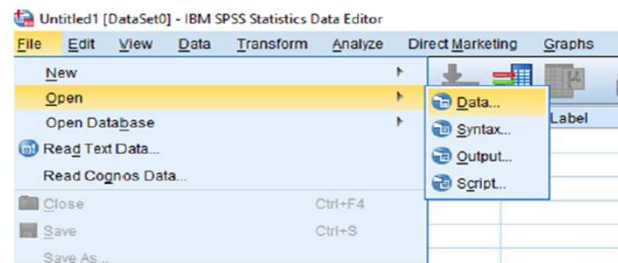 Untitled1 [DataSet0] - IBM SPSS Statistics Data Editor
File Edit View Data Transform Analyze Direct Marketing Graphs
New
Open
Open Database
Read Text Data...
Read Cognos Data...
Close Ctrl+F4
Save Ctrl+S
Save As...
Data...
Syntax...
Output...
Script...
Label